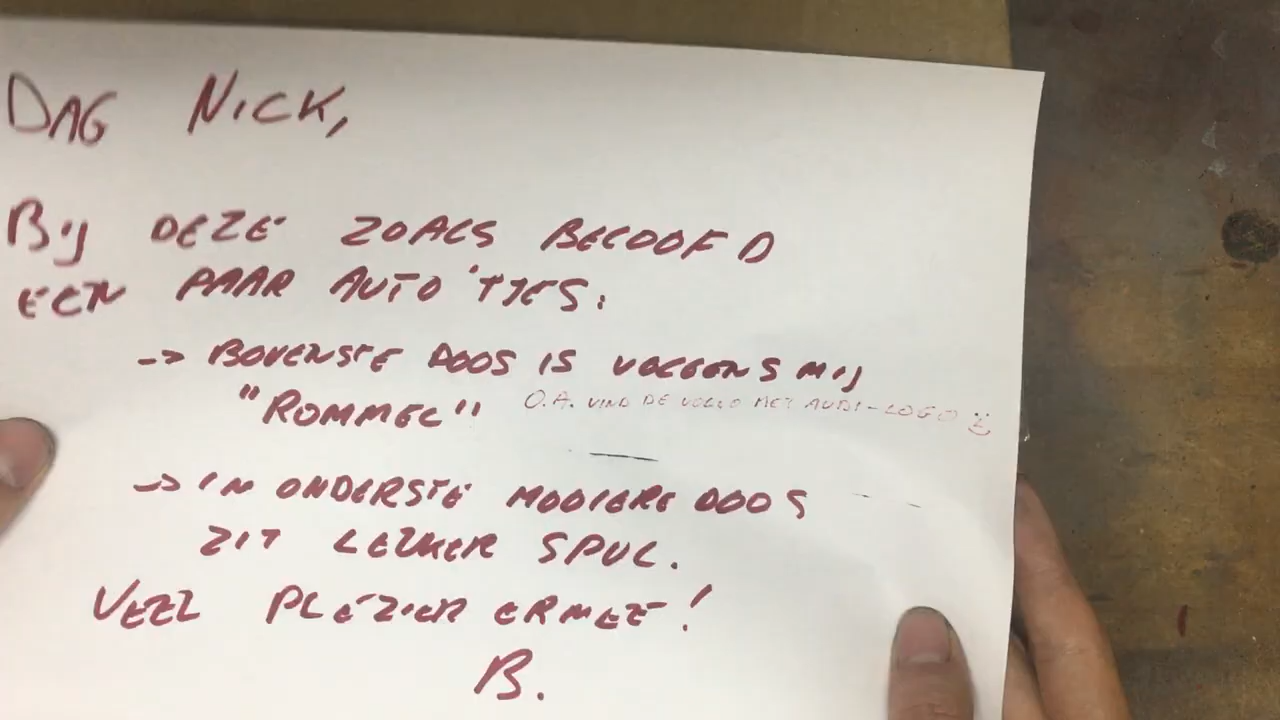 DAG NICK,
BIJ DEZE ZOALS BELOOFD
EEN PAAR AUTO'TJES:
-> BOVENSTE DOOS IS VOLGENS MIJ
"ROMMEL" O.A. VIND DE VOLVO MET AUDI-LOGO
-> IN ONDERSTE MOOIERE DOOS
ZIT LEKKER SPUL.
VEEL PLEZIER ERMEE!
B.